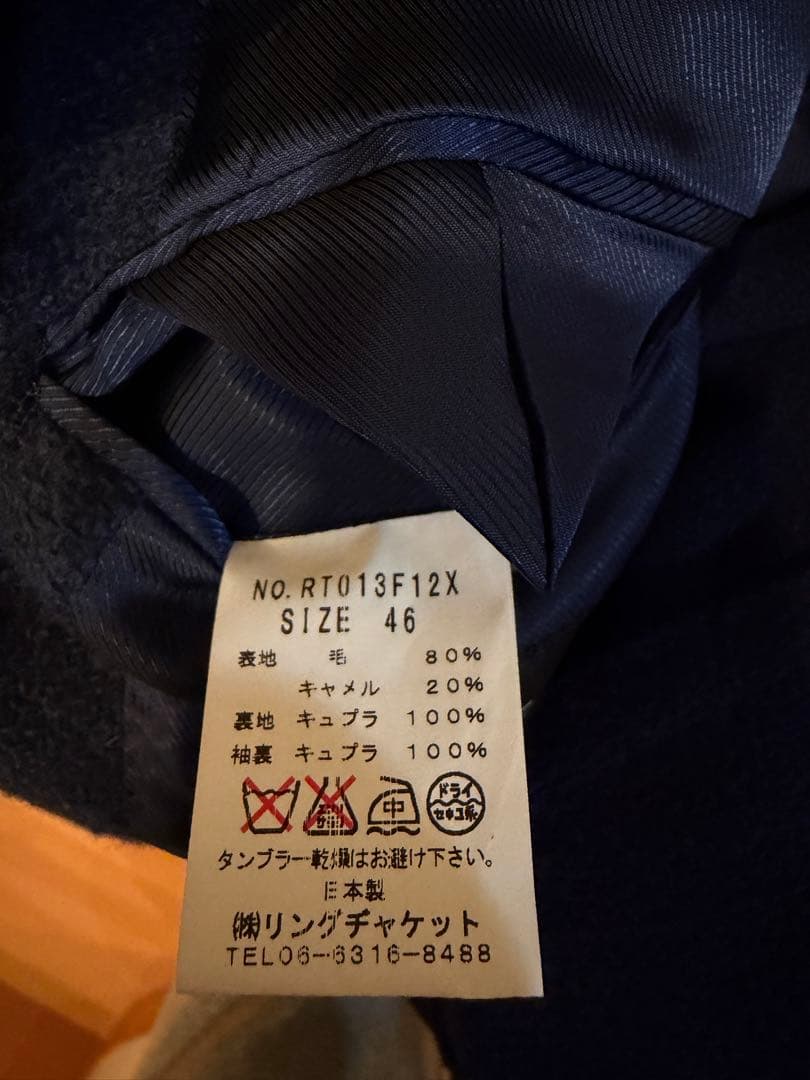 NO. RT013F12X
SIZE 46
表地 毛 80%
キャメル 20%
裏地 キュプラ 100%
袖裏 キュプラ 100%
中 ドライ
セキユ系
タンブラー乾燥はお避け下さい。
日本製
㈱リングヂャケット
TEL06-6316-8488